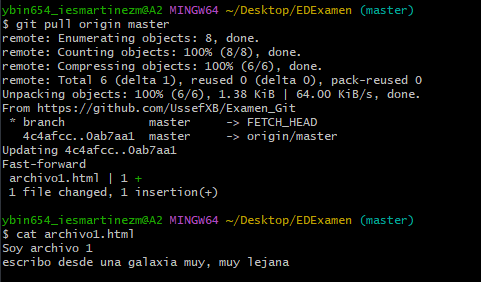 ybin654_iesmartinezm@A2 MINGW64 ~/Desktop/EDExamen (master)
$ git pull origin master
remote: Enumerating objects: 8, done.
remote: Counting objects: 100% (8/8), done.
remote: Compressing objects: 100% (6/6), done.
remote: Total 6 (delta 1), reused 0 (delta 0), pack-reused 0
Unpacking objects: 100% (6/6), 1.38 KiB | 64.00 KiB/s, done.
From https://github.com/UssefXB/Examen_Git
 * branch            master     -> FETCH_HEAD
   4c4afcc..0ab7aa1  master     -> origin/master
Updating 4c4afcc..0ab7aa1
Fast-forward
 archivo1.html | 1 +
 1 file changed, 1 insertion(+)
ybin654_iesmartinezm@A2 MINGW64 ~/Desktop/EDExamen (master)
$ cat archivo1.html
Soy archivo 1
escribo desde una galaxia muy, muy lejana